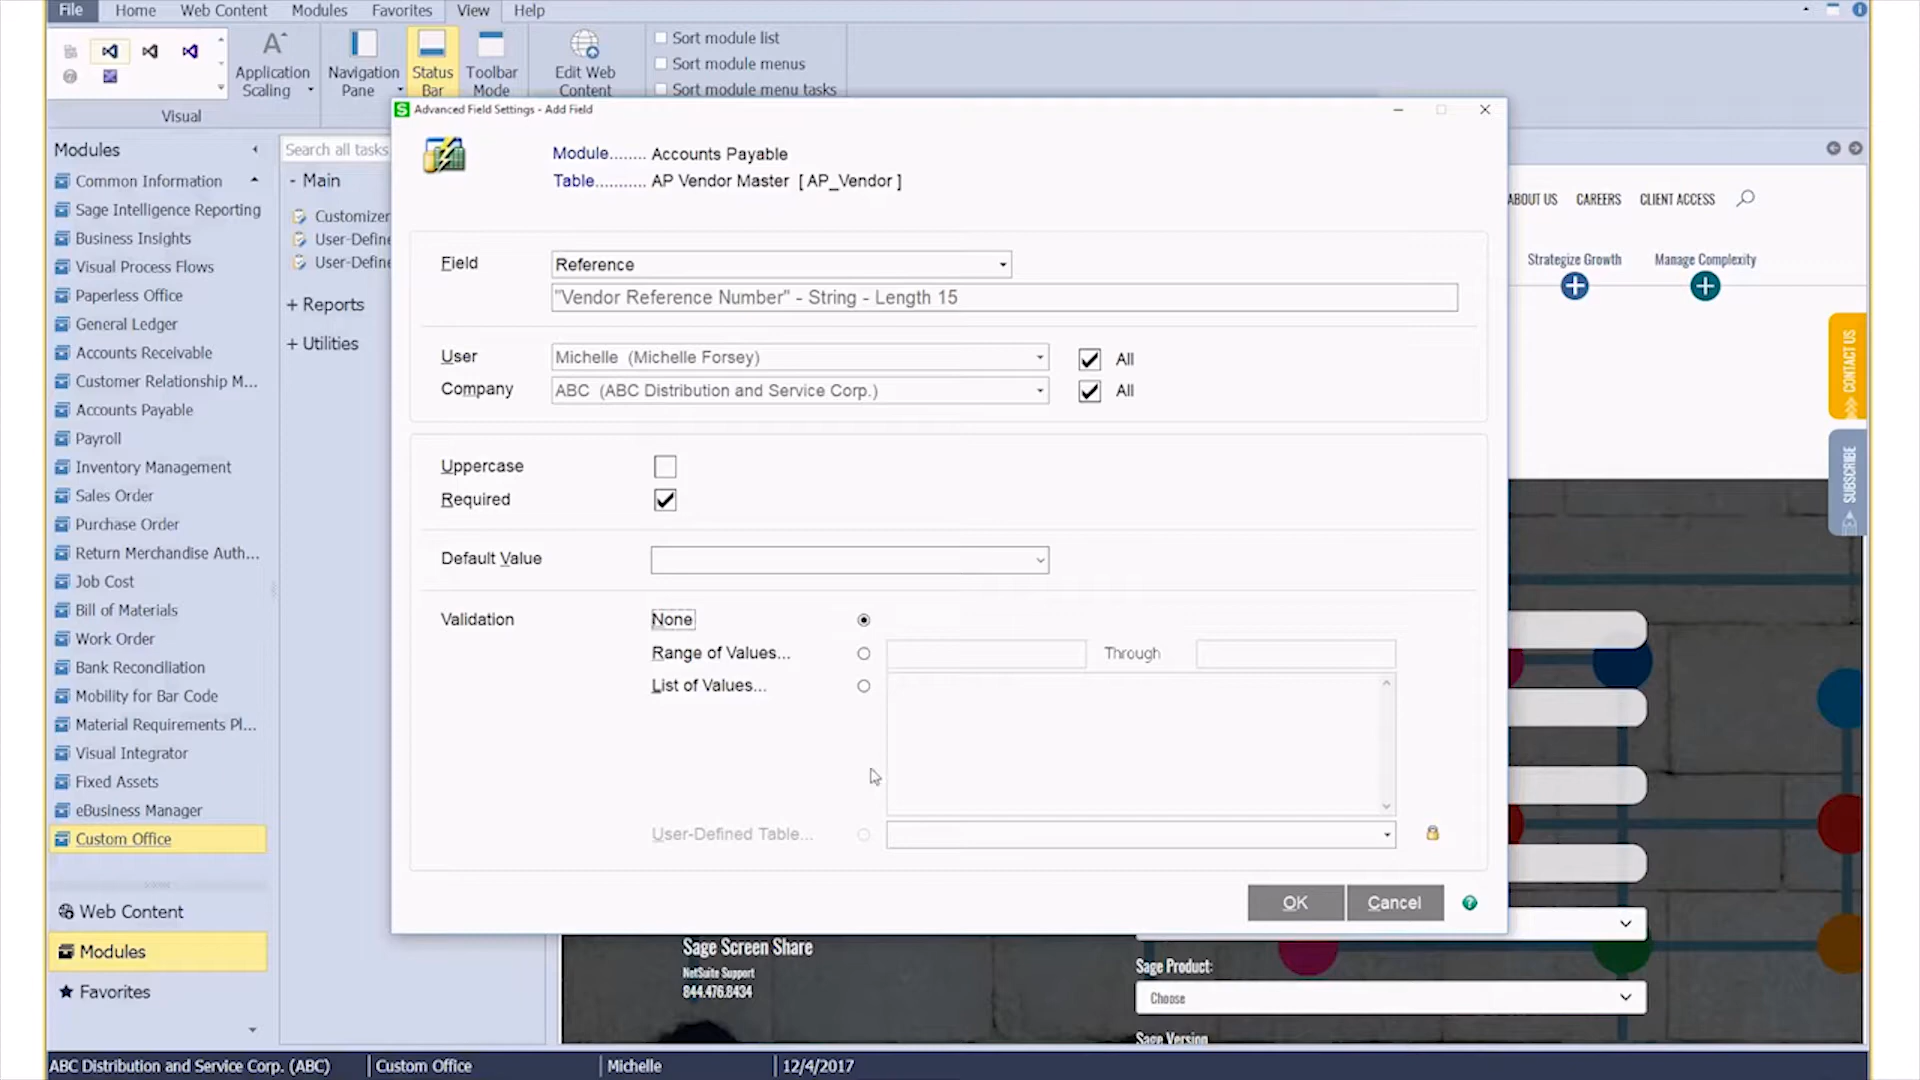 File Home Web Content Modules Favorites View Help
Application Scaling
Navigation Pane
Status Bar
Toolbar Mode
Edit Web Content
Sort module list
Sort module menus
Sort module menu tasks
Visual
Advanced Field Settings - Add Field
Modules
Common Information
Sage Intelligence Reporting
Business Insights
Visual Process Flows
Paperless Office
General Ledger
Accounts Receivable
Customer Relationship M...
Accounts Payable
Payroll
Inventory Management
Sales Order
Purchase Order
Return Merchandise Auth...
Job Cost
Bill of Materials
Work Order
Bank Reconciliation
Mobility for Bar Code
Material Requirements Pl...
Visual Integrator
Fixed Assets
eBusiness Manager
Custom Office
Web Content
Modules
Favorites
Search all tasks
- Main
Customizer
User-Define
User-Define
+ Reports
+ Utilities
Module........ Accounts Payable
Table........... AP Vendor Master [ AP_Vendor ]
Field Reference
"Vendor Reference Number" - String - Length 15
User Michelle (Michelle Forsey) All
Company ABC (ABC Distribution and Service Corp.) All
Uppercase
Required
Default Value
Validation None
Range of Values... Through
List of Values...
User-Defined Table...
OK Cancel
ABOUT US CAREERS CLIENT ACCESS
Strategize Growth Manage Complexity
CONTACT US
SUBSCRIBE
Sage Screen Share
NetSuite Support
844.476.8434
Sage Product:
Choose
Sage Version
ABC Distribution and Service Corp. (ABC) Custom Office Michelle 12/4/2017